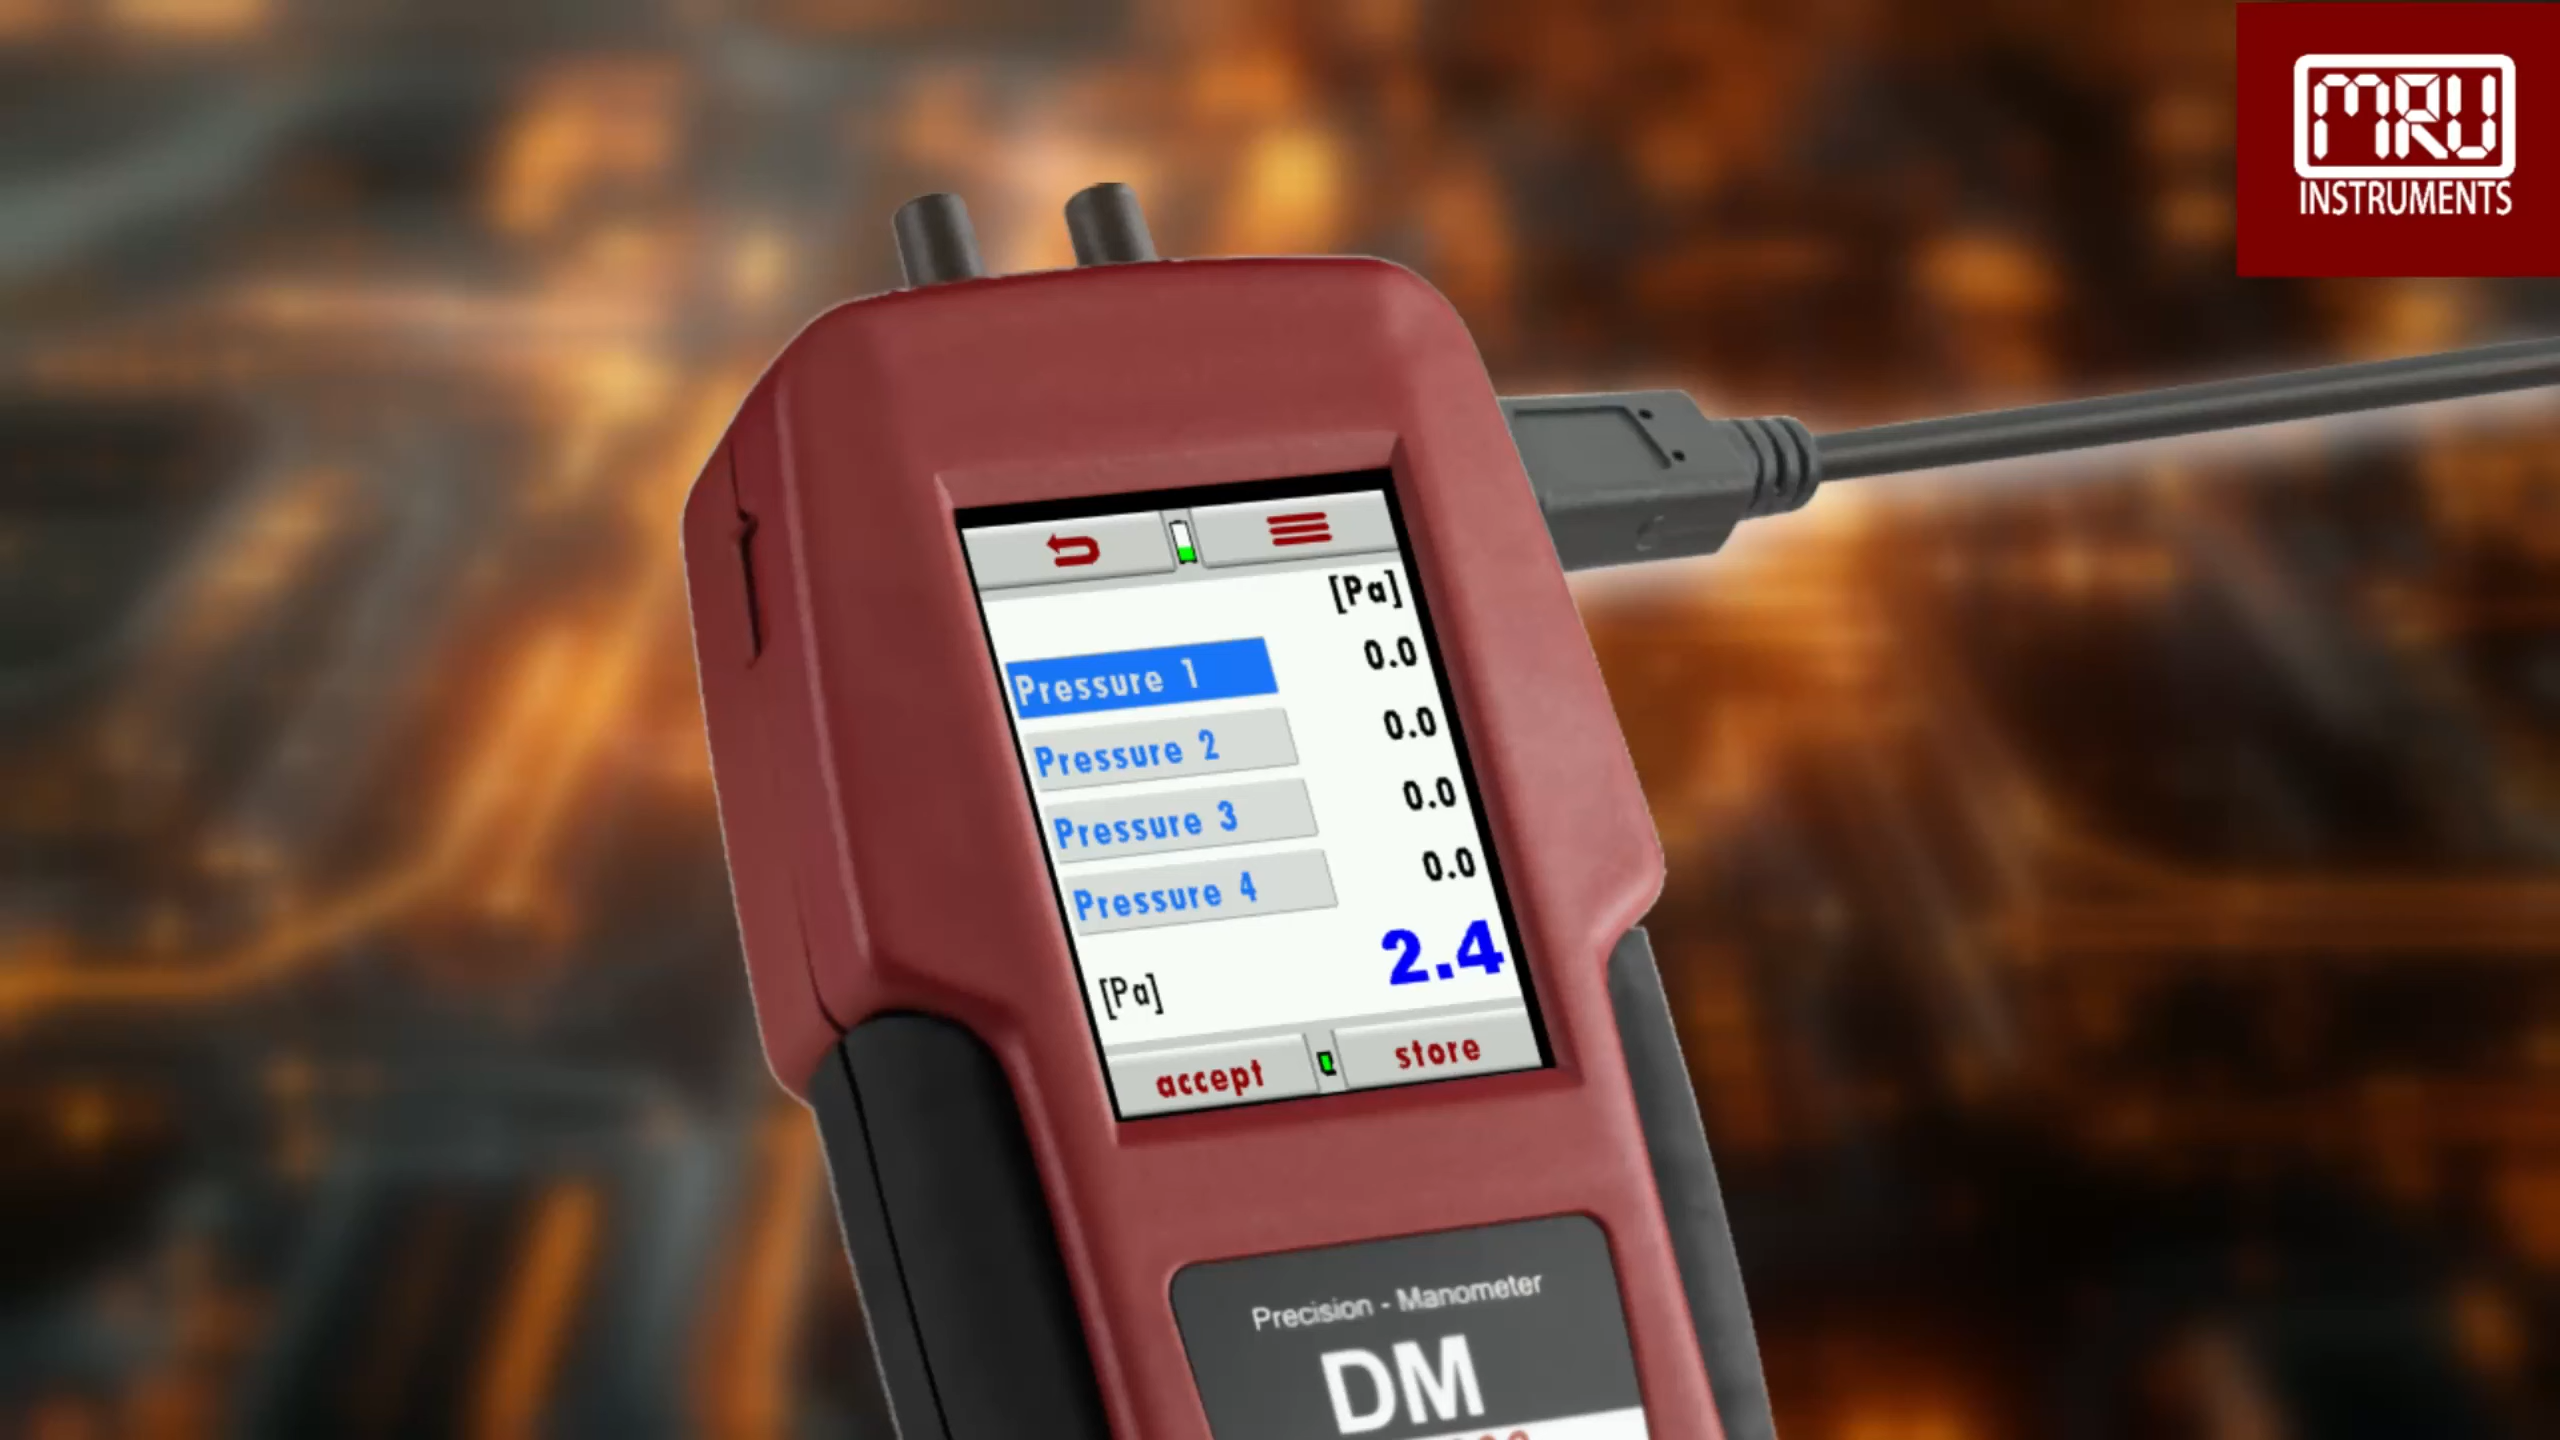 MRU
INSTRUMENTS
[Pa]
Pressure 1 0.0
Pressure 2 0.0
Pressure 3 0.0
Pressure 4 0.0
[Pa] 2.4
accept store
Precision - Manometer
DM